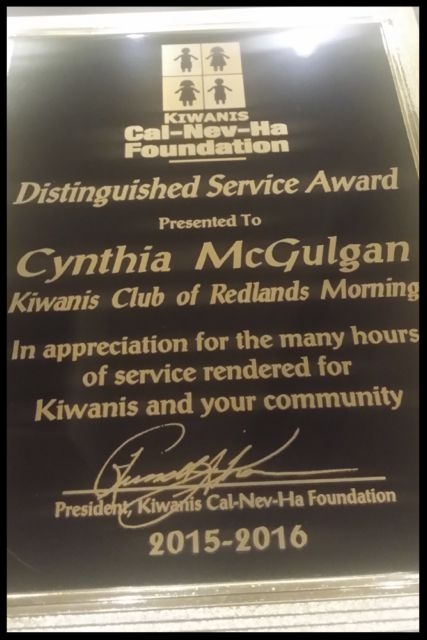 KIWANIS
Cal-Nev-Ha
Foundation
Distinguished Service Award
Presented To
Cynthia McGulgan
Kiwanis Club of Redlands Morning
In appreciation for the many hours
of service rendered for
Kiwanis and your community
President, Kiwanis Cal-Nev-Ha Foundation
2015-2016